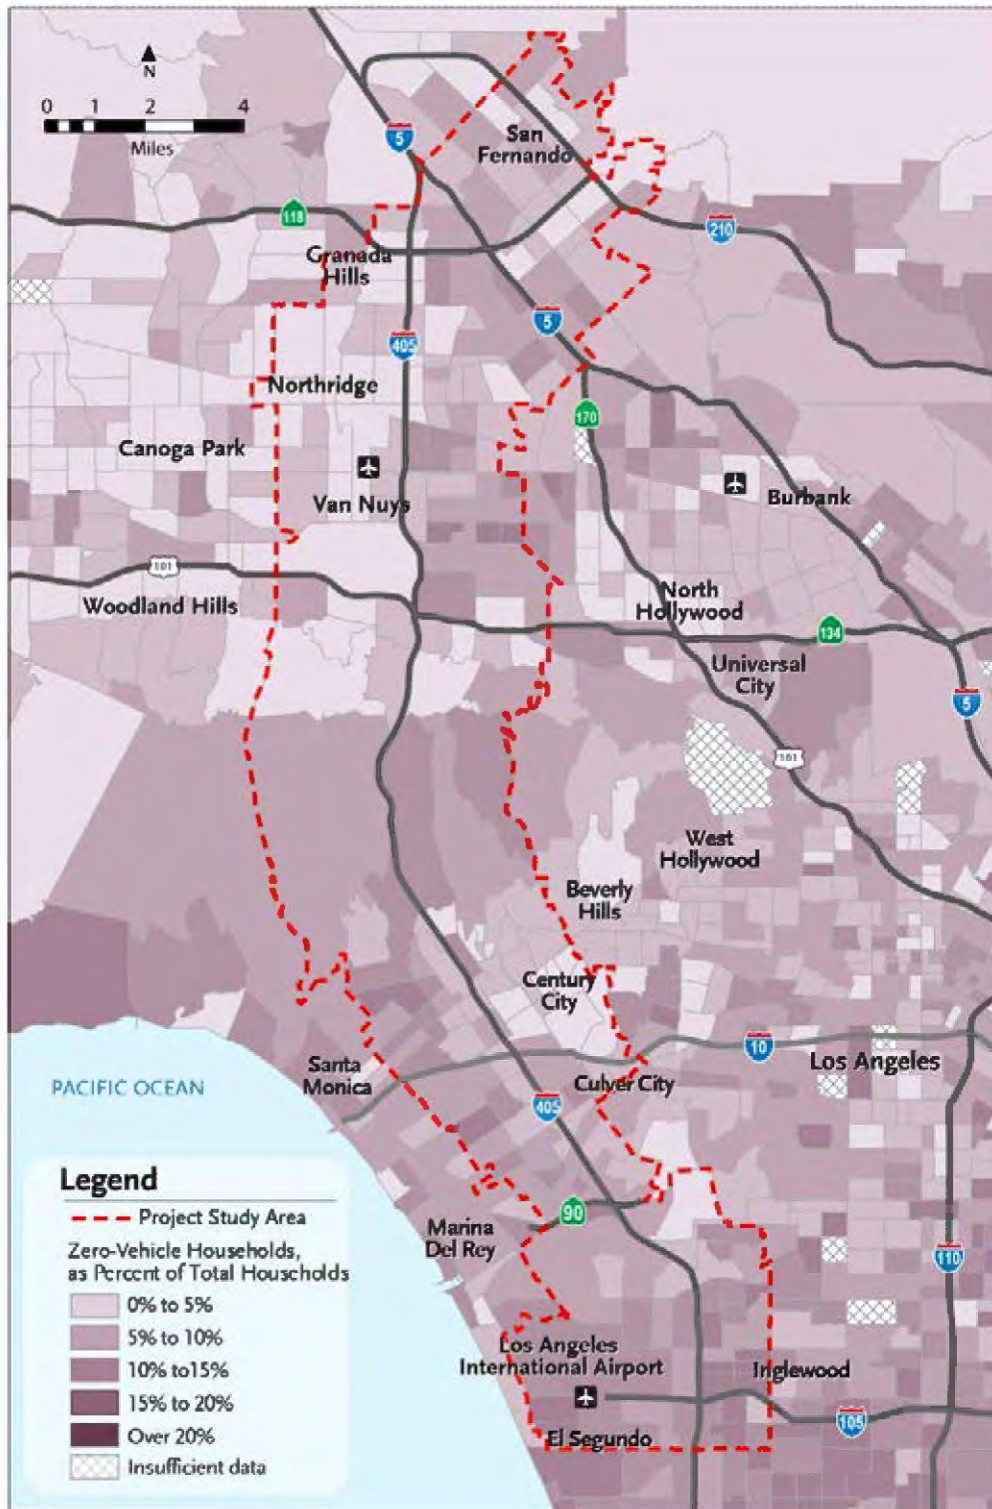 N
0 1 2 4
Miles
5
San
Fernando
118
210
Granada
Hills
5
405
Northridge
170
Canoga Park
Van Nuys
Burbank
101
Woodland Hills
North
Hollywood
134
Universal
City
5
101
West
Hollywood
Beverly
Hills
Century
City
10
Los Angeles
Santa
Monica
Culver City
PACIFIC OCEAN
405
Legend
Project Study Area
Zero-Vehicle Households,
as Percent of Total Households
0% to 5%
5% to 10%
10% to15%
15% to 20%
Over 20%
Insufficient data
90
Marina
Del Rey
110
Los Angeles
International Airport
Inglewood
105
El Segundo